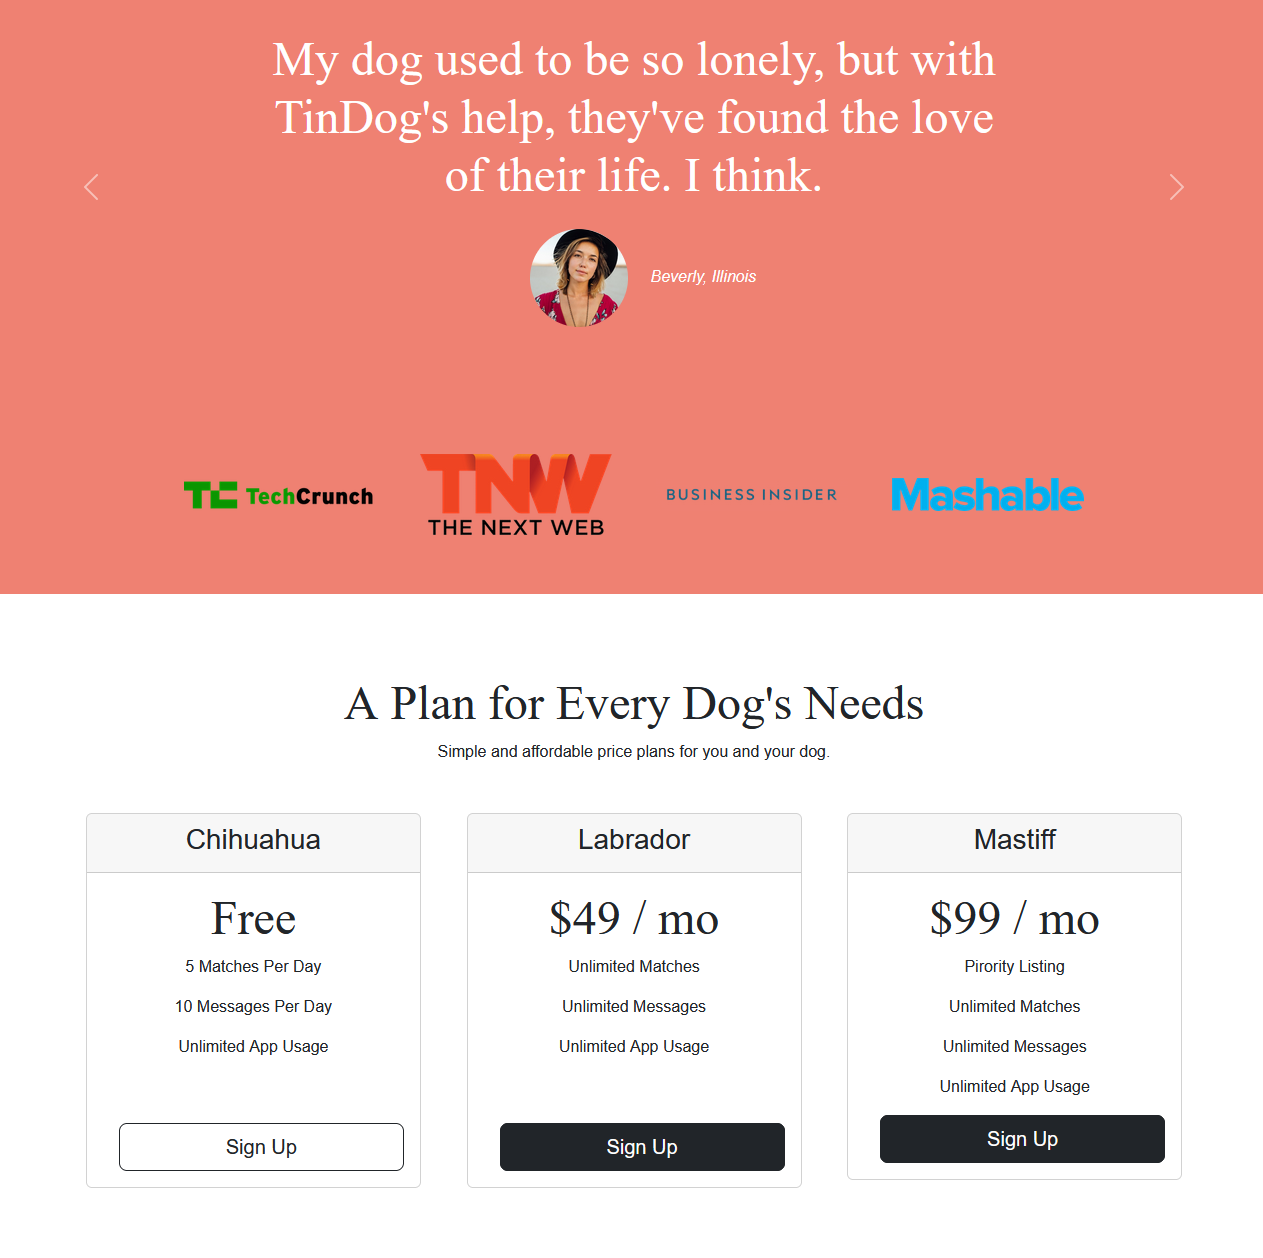 My dog used to be so lonely, but with
TinDog's help, they've found the love
of their life. I think.
Beverly, Illinois
TC TechCrunch
TNW
THE NEXT WEB
BUSINESS INSIDER
Mashable
A Plan for Every Dog's Needs
Simple and affordable price plans for you and your dog.
Chihuahua
Free
5 Matches Per Day
10 Messages Per Day
Unlimited App Usage
Sign Up
Labrador
$49 / mo
Unlimited Matches
Unlimited Messages
Unlimited App Usage
Sign Up
Mastiff
$99 / mo
Pirority Listing
Unlimited Matches
Unlimited Messages
Unlimited App Usage
Sign Up